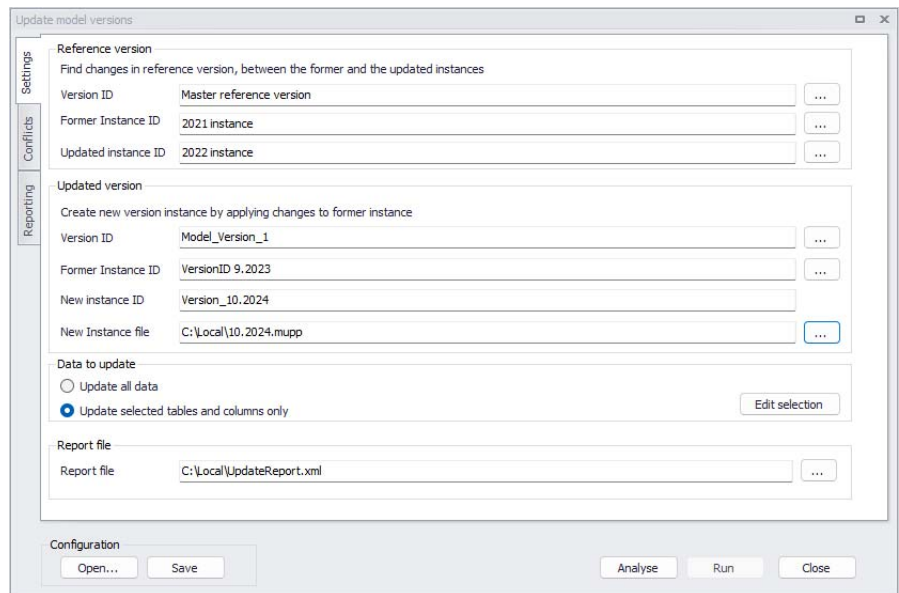 Update model versions
Settings
Conflicts
Reporting
Reference version
Find changes in reference version, between the former and the updated instances
Version ID Master reference version ...
Former Instance ID 2021 instance ...
Updated instance ID 2022 instance ...
Updated version
Create new version instance by applying changes to former instance
Version ID Model_Version_1 ...
Former Instance ID VersionID 9.2023 ...
New instance ID Version_10.2024
New Instance file C:\Local\10.2024.mupp ...
Data to update
Update all data
Update selected tables and columns only Edit selection
Report file
Report file C:\Local\UpdateReport.xml ...
Configuration
Open... Save Analyse Run Close